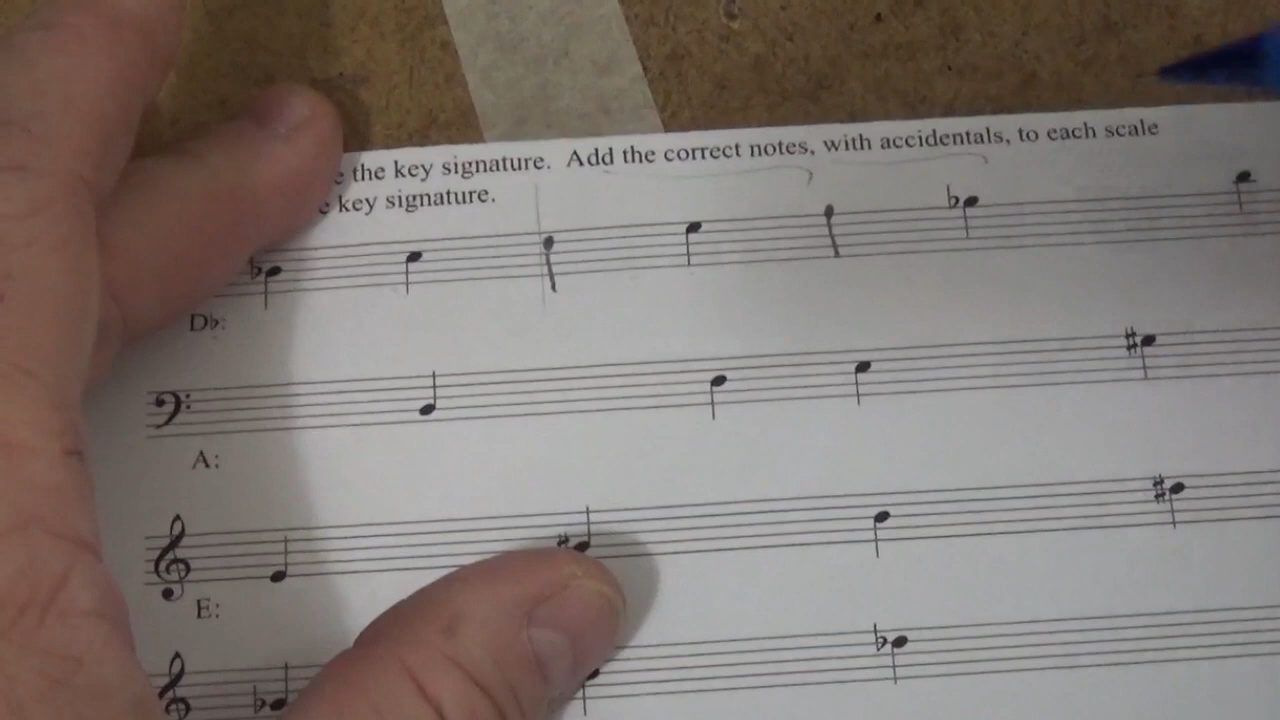 the key signature. Add the correct notes, with accidentals, to each scale
key signature.
D♭:
A:
E: